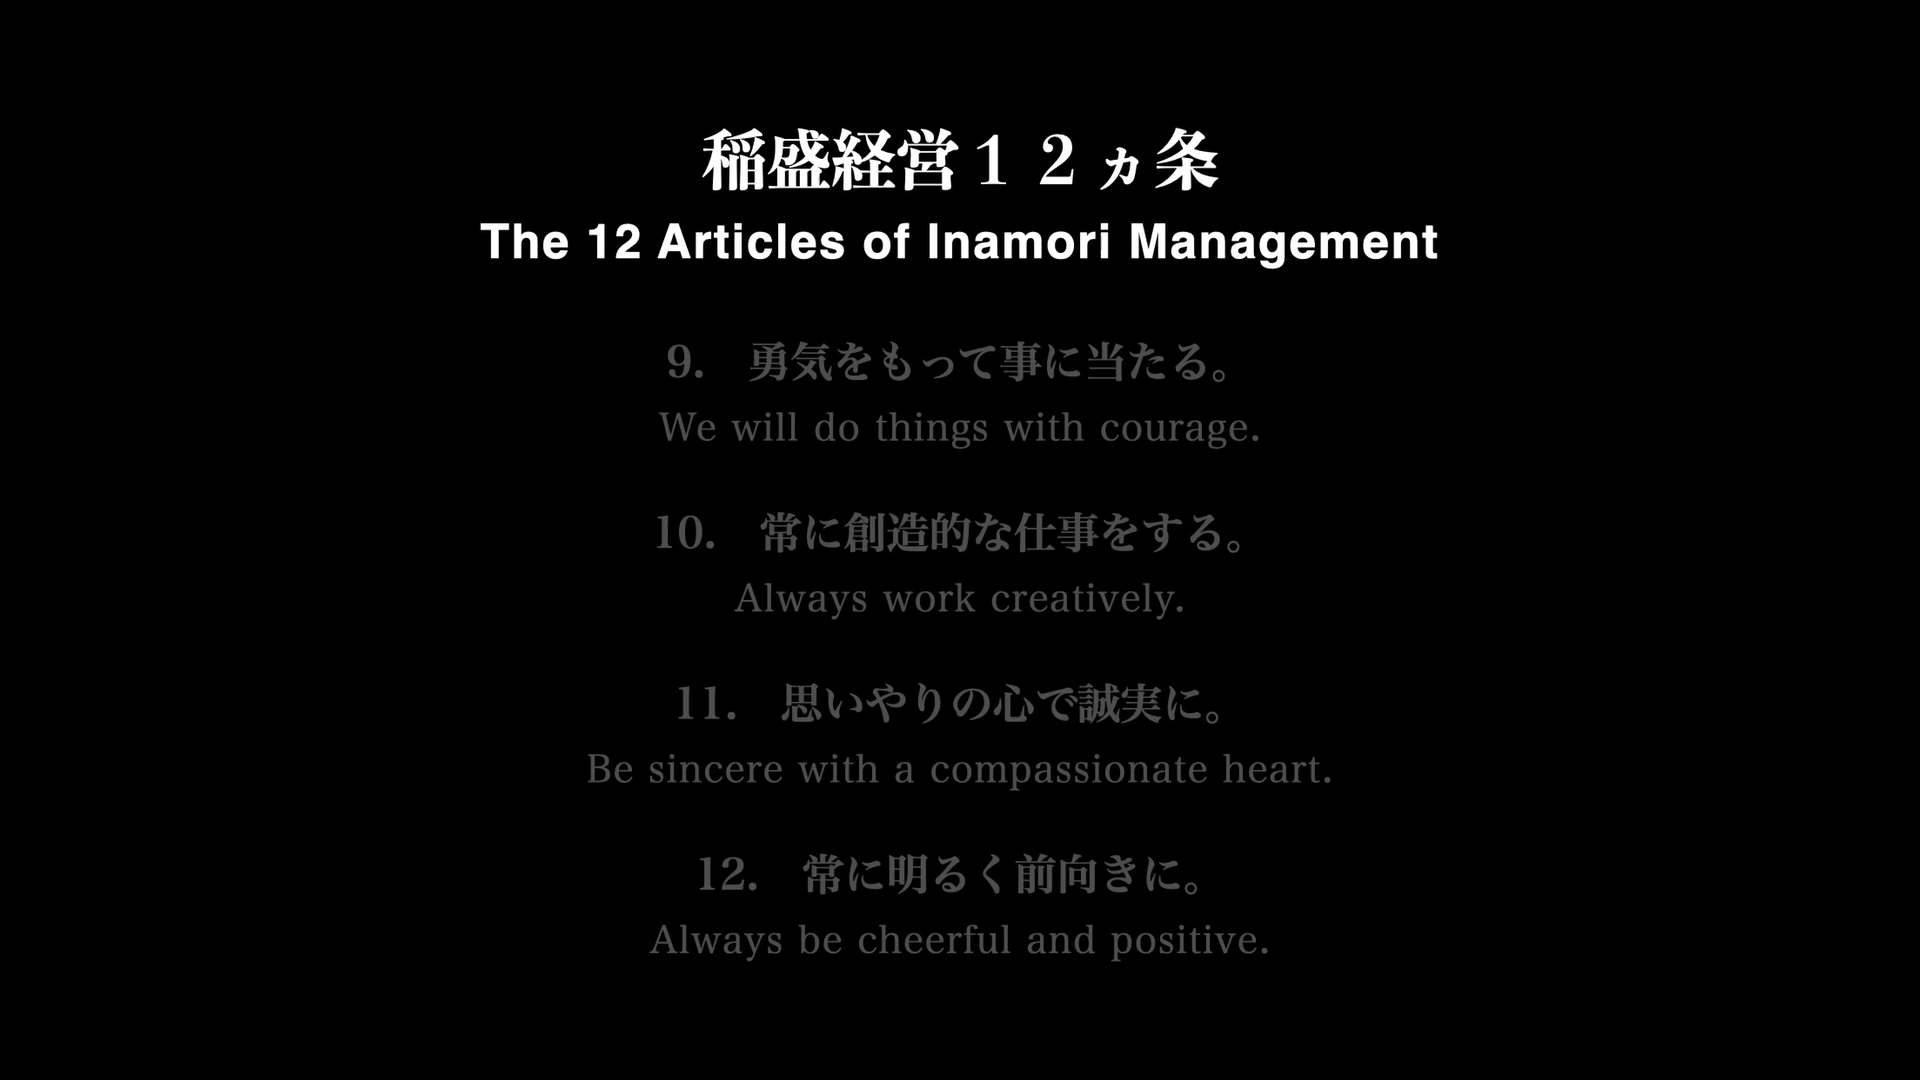 稲盛経営１２ヵ条
The 12 Articles of Inamori Management
9.　勇気をもって事に当たる。
We will do things with courage.
10.　常に創造的な仕事をする。
Always work creatively.
11.　思いやりの心で誠実に。
Be sincere with a compassionate heart.
12.　常に明るく前向きに。
Always be cheerful and positive.